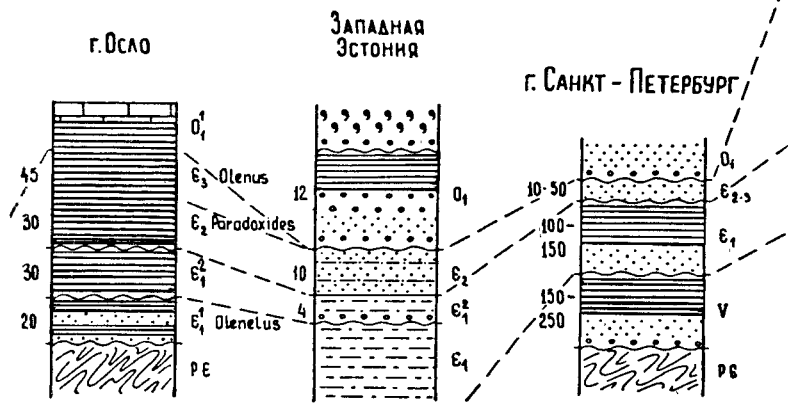 г. Осло
Западная
Эстония
г. Санкт - Петербург
O₁¹
45
Є₃ Olenus
30
Є₂ Paradoxides
30
Є₁²
20
Є₁¹ Olenelus
PЄ
12
O₁
10
Є₂
4
Є₁²
Є₁
O₁
10-50
Є₂₋₃
100-
150
Є₁
150-
250
V
PЄ